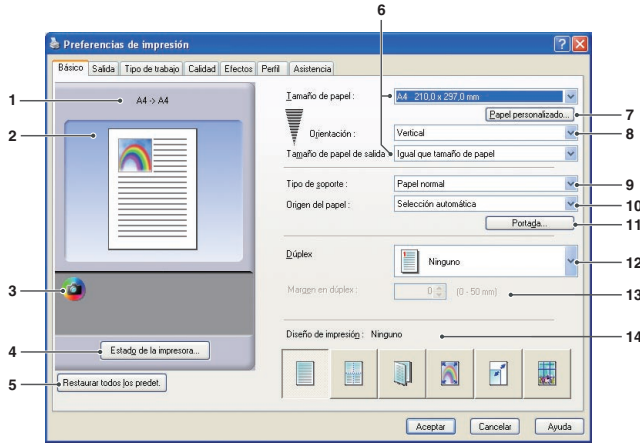 6
Preferencias de impresión
Básico Salida Tipo de trabajo Calidad Efectos Perfil Asistencia
1
A4 -> A4
Tamaño de papel :
A4 210,0 x 297,0 mm
2
Papel personalizado...
7
Orientación :
Vertical
8
Tamaño de papel de salida
Igual que tamaño de papel
Tipo de soporte :
Papel normal
9
Origen del papel :
Selección automática
10
Portada...
11
Dúplex
Ninguno
12
3
Margen en dúplex :
0
(0 - 50 mm)
13
Diseño de impresión : Ninguno
14
4
Estado de la impresora...
5
Restaurar todos los predet.
Aceptar
Cancelar
Ayuda